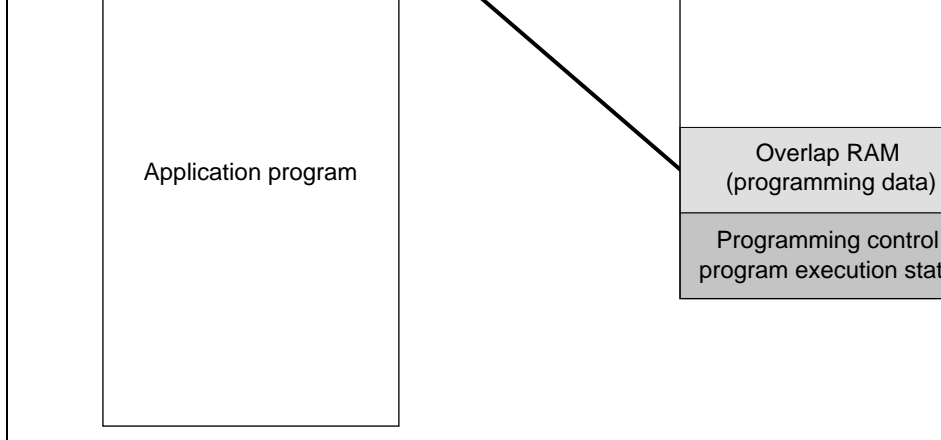 Application program
Overlap RAM
(programming data)
Programming control
program execution